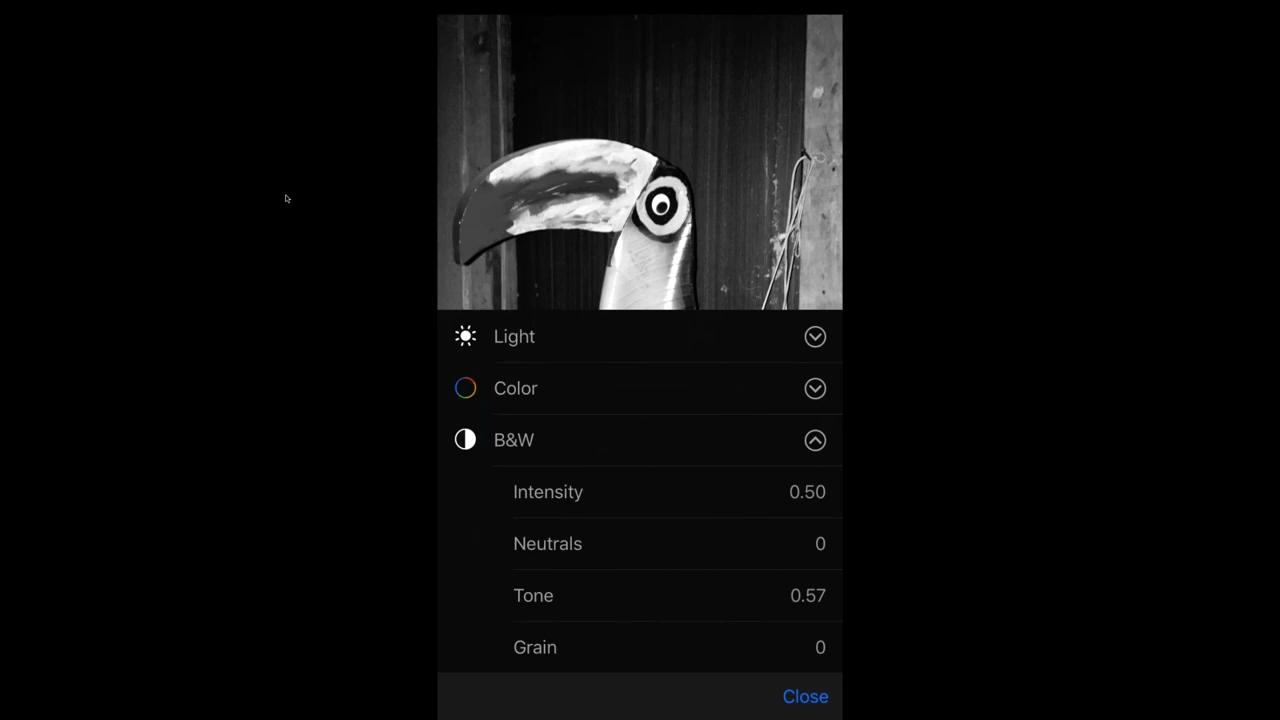 Light
Color
B&W
Intensity 0.50
Neutrals 0
Tone 0.57
Grain 0
Close